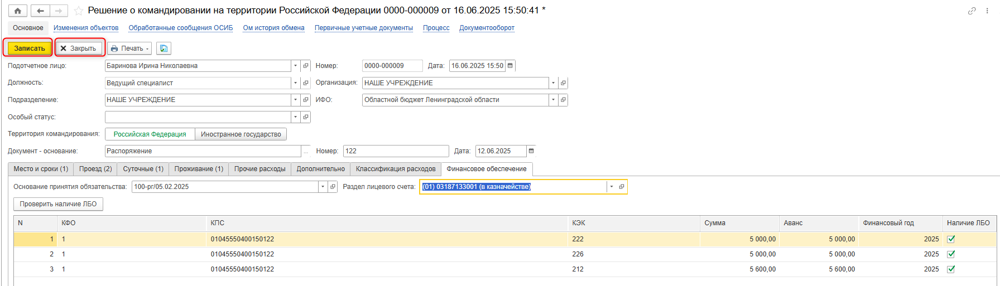 Решение о командировании на территории Российской Федерации 0000-000009 от 16.06.2025 15:50:41 *
Основное Изменения объектов Обработанные сообщения ОСИБ Ом история обмена Первичные учетные документы Процесс Документооборот
Записать Закрыть Печать
Подотчетное лицо: Баринова Ирина Николаевна Номер: 0000-000009 Дата: 16.06.2025 15:50
Должность: Ведущий специалист Организация: НАШЕ УЧРЕЖДЕНИЕ
Подразделение: НАШЕ УЧРЕЖДЕНИЕ ИФО: Областной бюджет Ленинградской области
Особый статус:
Территория командирования: Российская Федерация Иностранное государство
Документ - основание: Распоряжение ... Номер: 122 Дата: 12.06.2025
Место и сроки (1) Проезд (2) Суточные (1) Проживание (1) Прочие расходы Дополнительно Классификация расходов Финансовое обеспечение
Основание принятия обязательства: 100-рг/05.02.2025 Раздел лицевого счета: (01) 03187133001 (в казначействе)
Проверить наличие ЛБО
N КФО КПС КЭК Сумма Аванс Финансовый год Наличие ЛБО
1 1 01045550400150122 222 5 000,00 5 000,00 2025
2 1 01045550400150122 226 5 000,00 5 000,00 2025
3 1 01045550400150122 212 5 600,00 5 600,00 2025